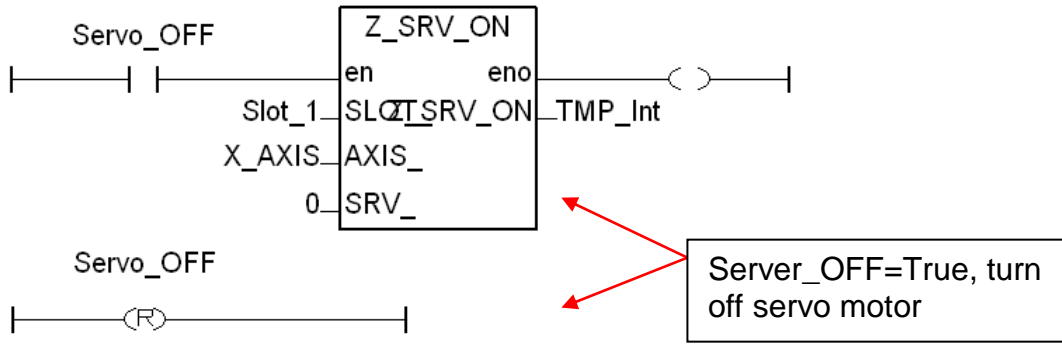 Servo_OFF
Z_SRV_ON
en eno
Slot_1 SLOT_ Z_SRV_ON TMP_Int
X_AXIS AXIS_
0 SRV_
Servo_OFF
(R)
Server_OFF=True, turn
off servo motor